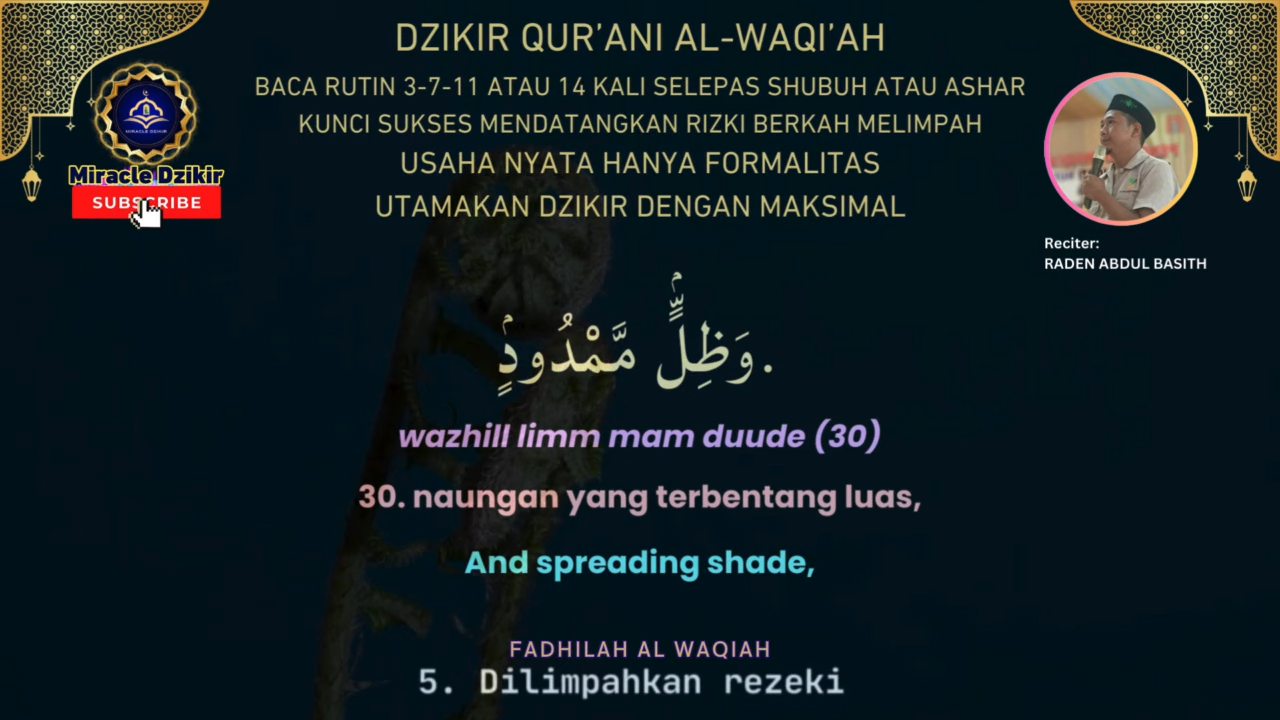 DZIKIR QUR'ANI AL-WAQI'AH
BACA RUTIN 3-7-11 ATAU 14 KALI SELEPAS SHUBUH ATAU ASHAR
KUNCI SUKSES MENDATANGKAN RIZKI BERKAH MELIMPAH
USAHA NYATA HANYA FORMALITAS
UTAMAKAN DZIKIR DENGAN MAKSIMAL
MIRACLE DZIKIR
Miracle Dzikir
SUBSCRIBE
Reciter:
RADEN ABDUL BASITH
.وَظِلٍّۢ مَّمْدُودٍۢ
wazhill limm mam duude (30)
30. naungan yang terbentang luas,
And spreading shade,
FADHILAH AL WAQIAH
5. Dilimpahkan rezeki